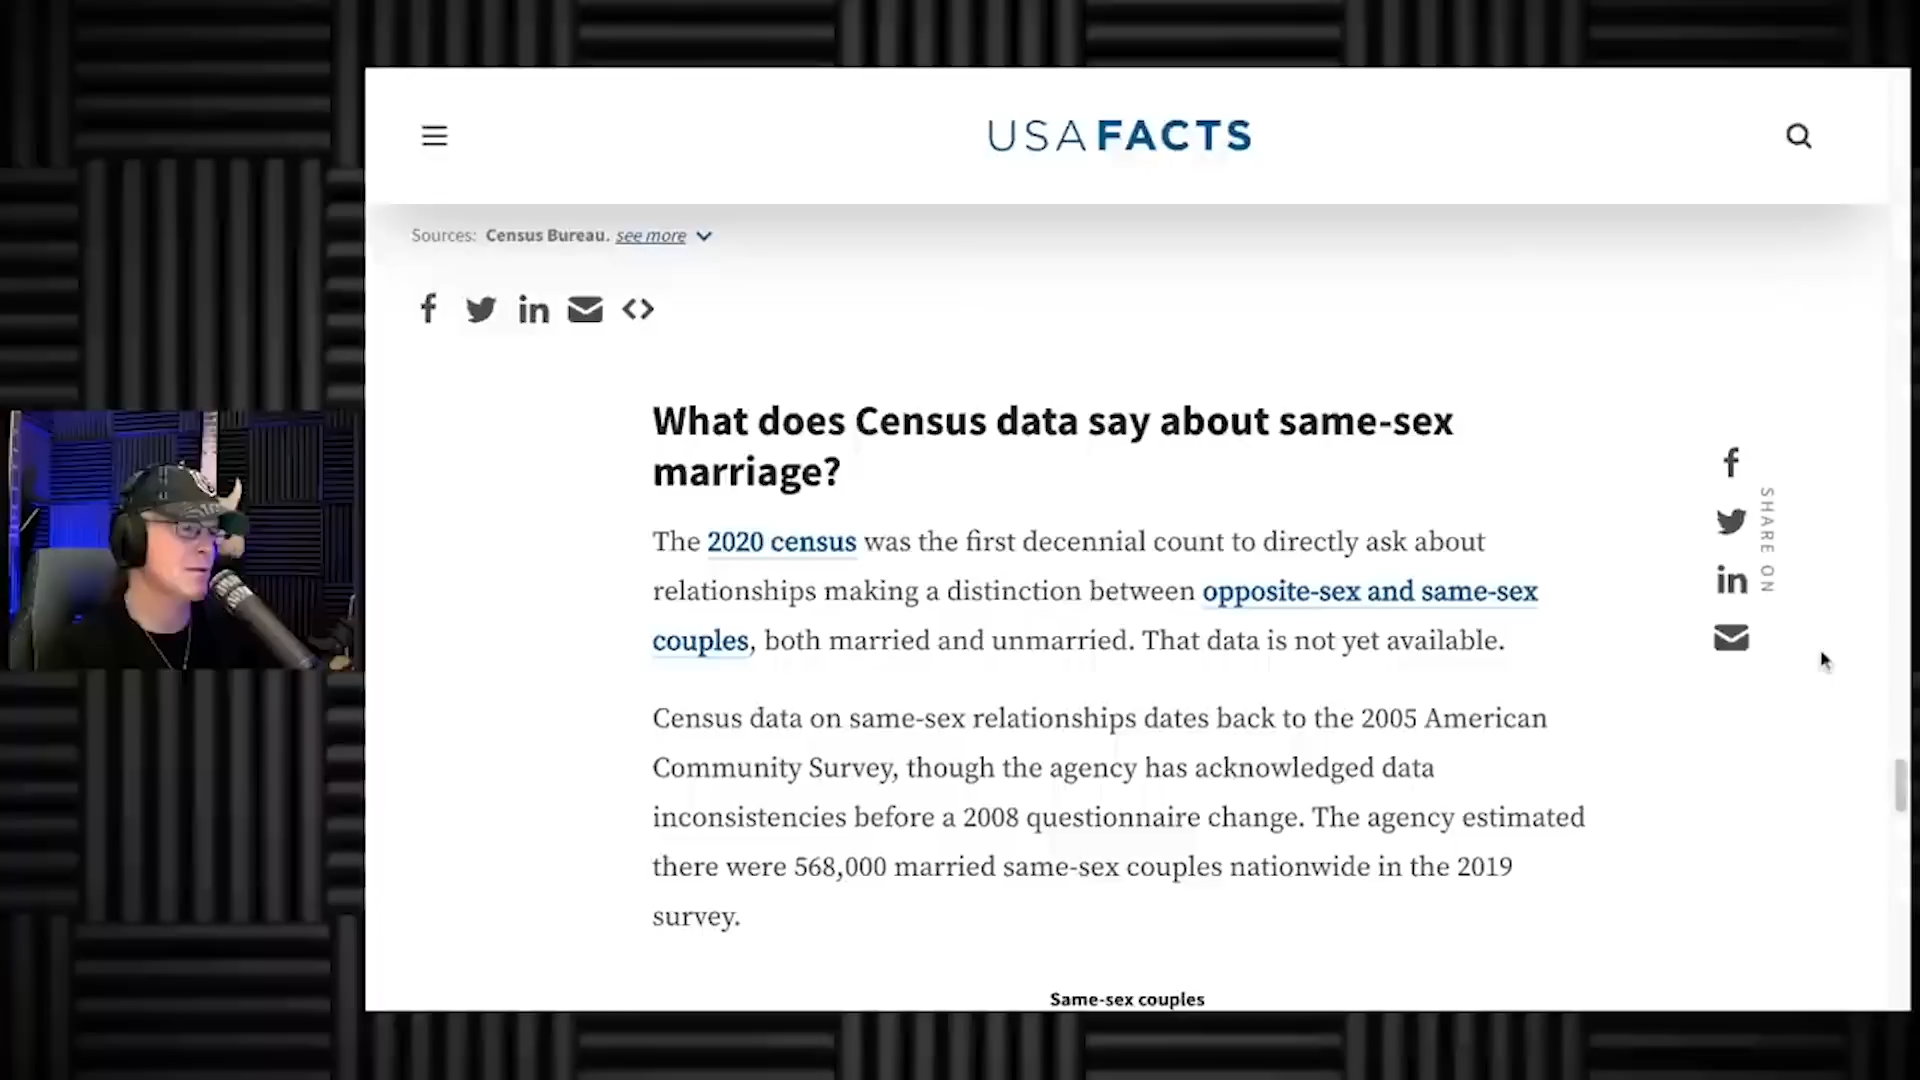 USAFACTS
Sources: Census Bureau. see more
What does Census data say about same-sex
marriage?
The 2020 census was the first decennial count to directly ask about
relationships making a distinction between opposite-sex and same-sex
couples, both married and unmarried. That data is not yet available.
Census data on same-sex relationships dates back to the 2005 American
Community Survey, though the agency has acknowledged data
inconsistencies before a 2008 questionnaire change. The agency estimated
there were 568,000 married same-sex couples nationwide in the 2019
survey.
Same-sex couples
SHARE ON